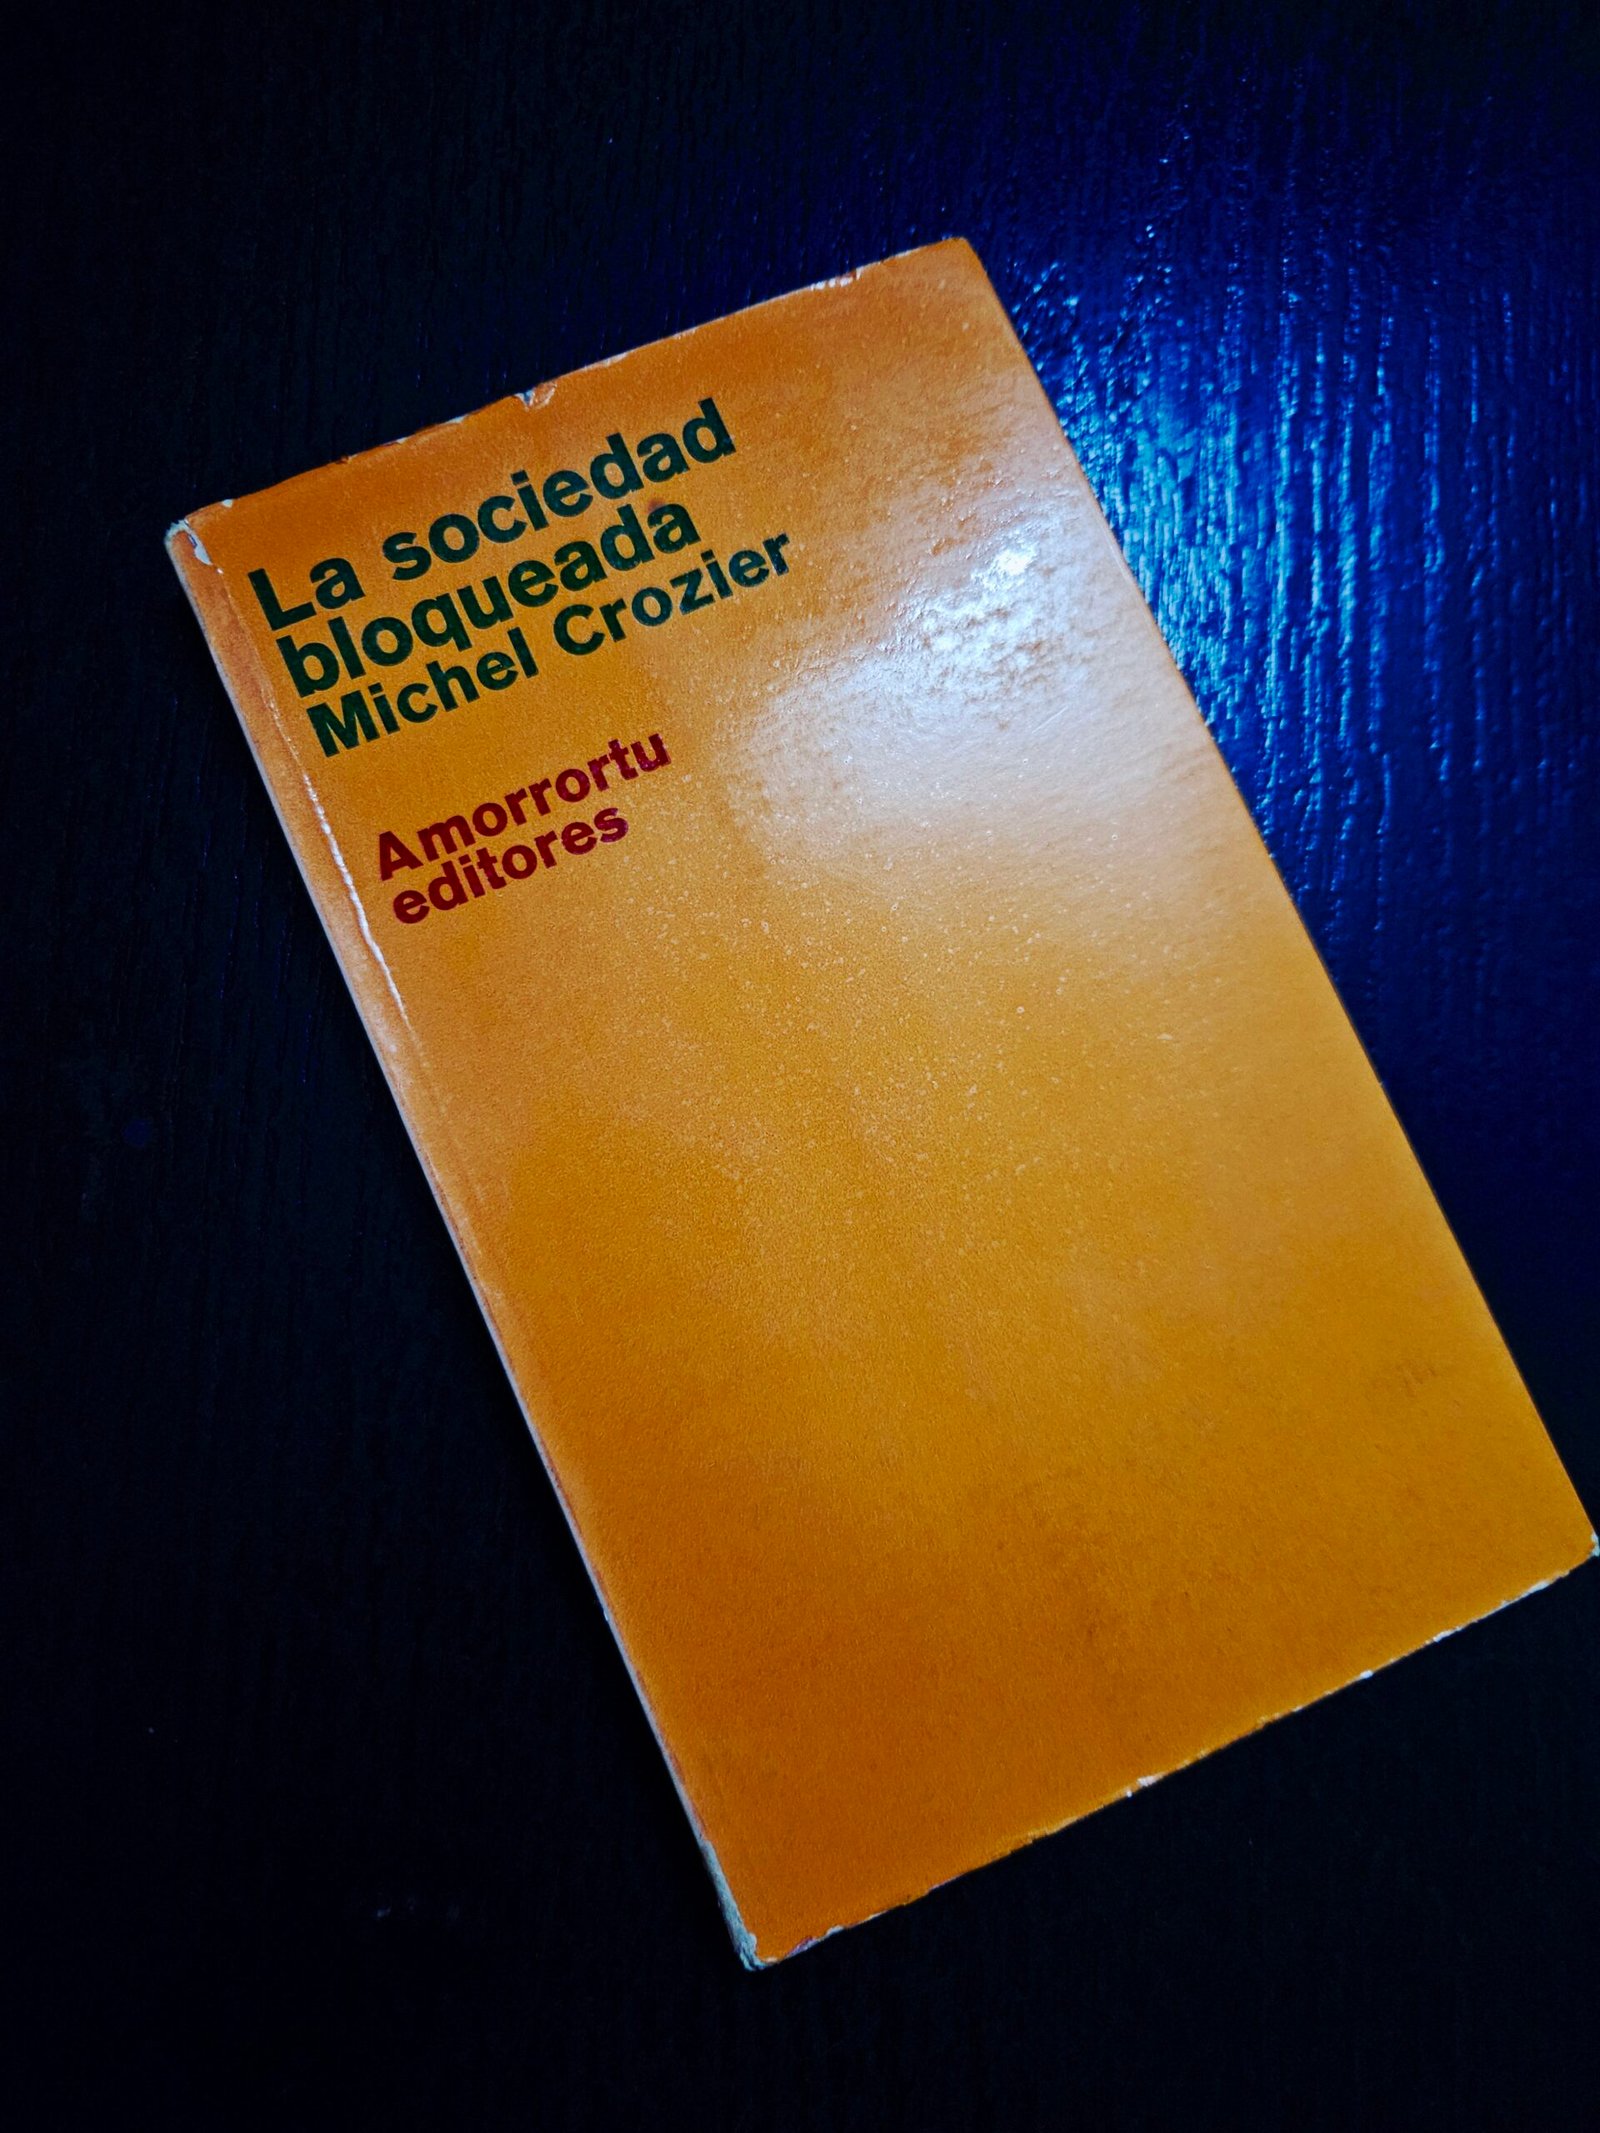 La sociedad
bloqueada
Michel Crozier
Amorrortu
editores